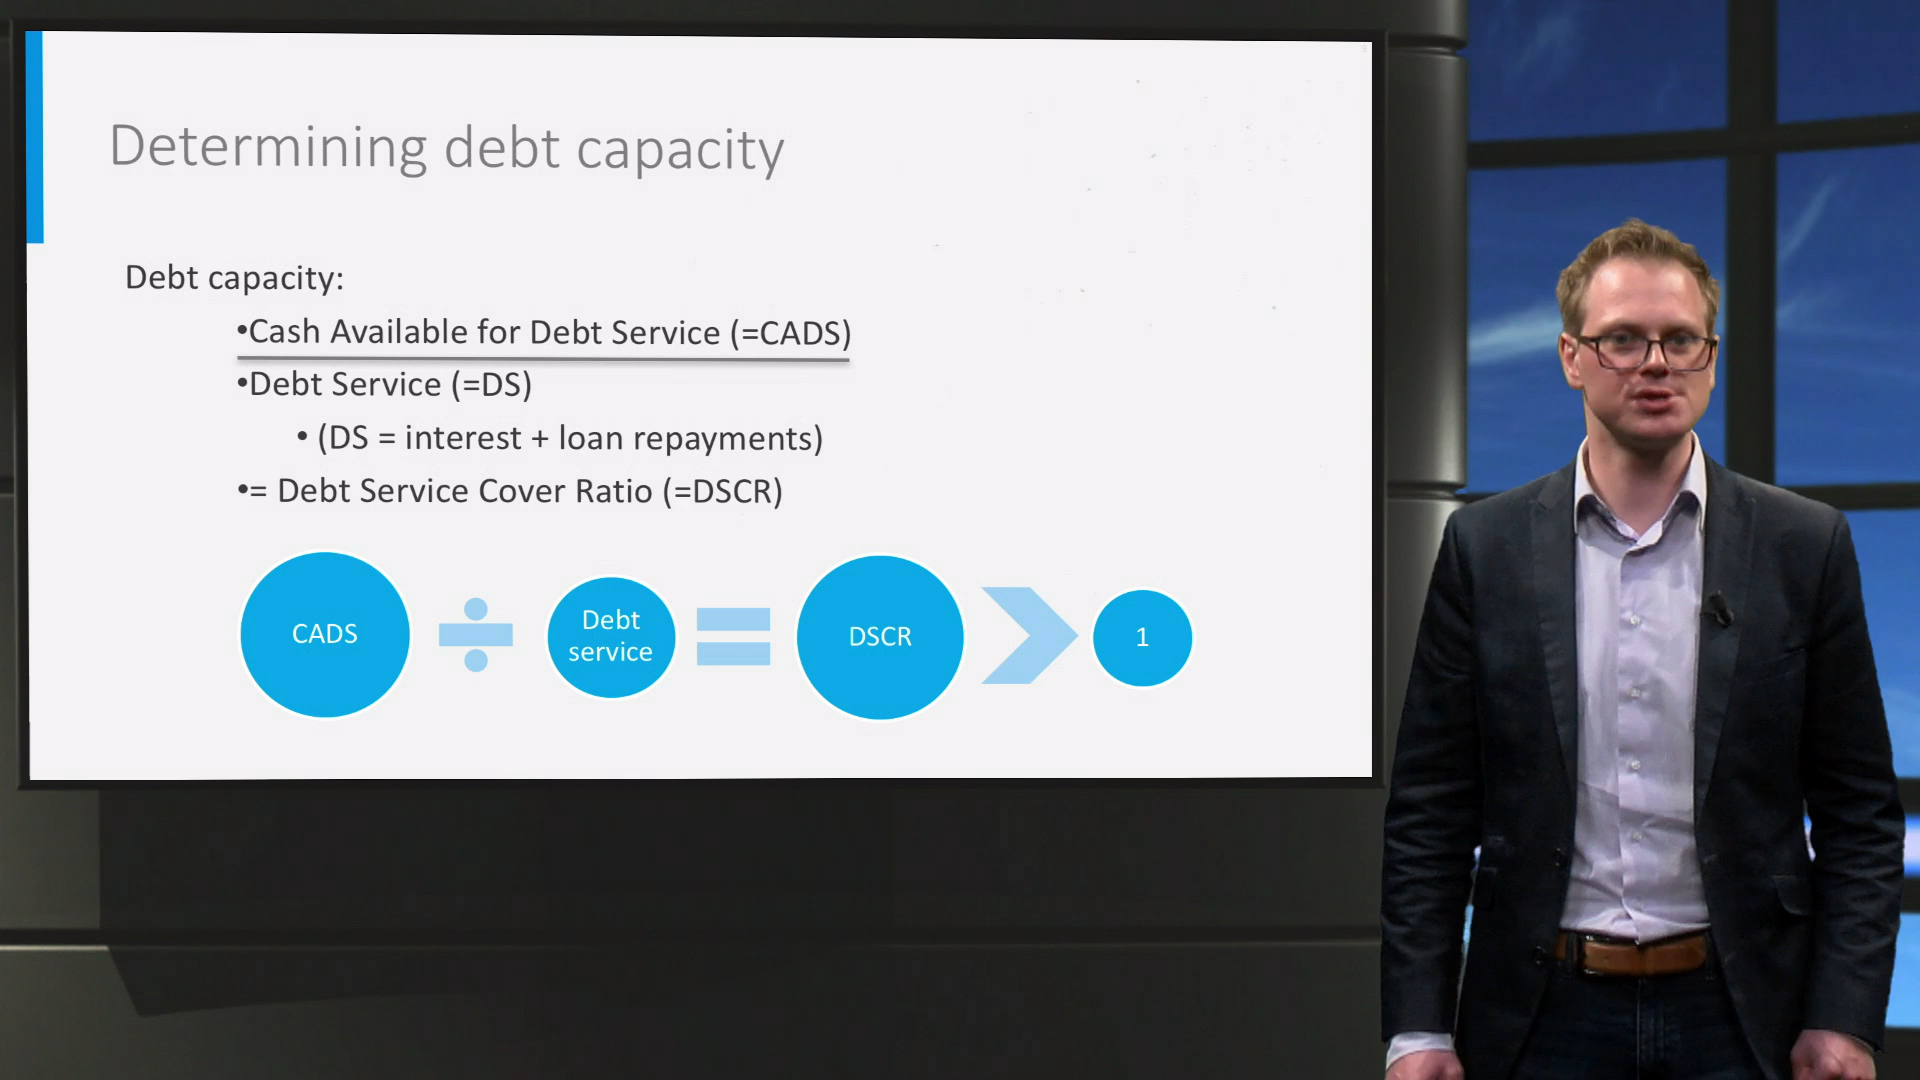 Determining debt capacity
Debt capacity:
•Cash Available for Debt Service (=CADS)
•Debt Service (=DS)
• (DS = interest + loan repayments)
•= Debt Service Cover Ratio (=DSCR)
CADS ÷ Debt service = DSCR > 1